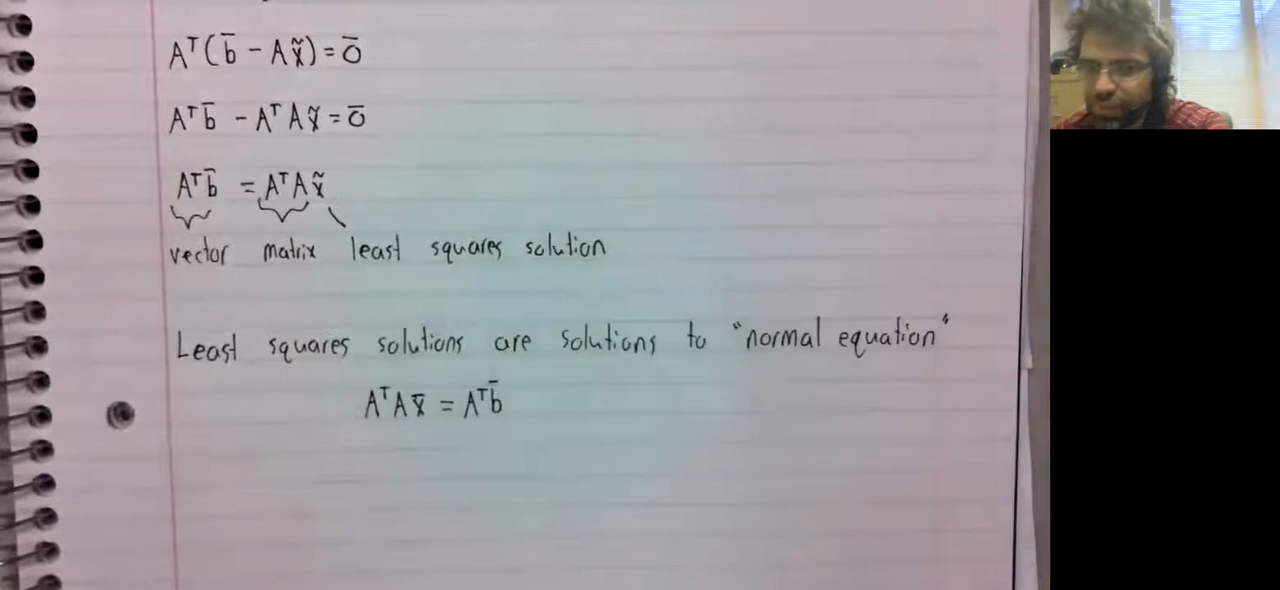 Aᵀ(b̄ - Ax̃) = 0̄
Aᵀb̄ - AᵀAx̃ = 0̄
Aᵀb̄ = AᵀAx̃
vector matrix least squares solution
Least squares solutions are solutions to "normal equation"
AᵀAx̄ = Aᵀb̄